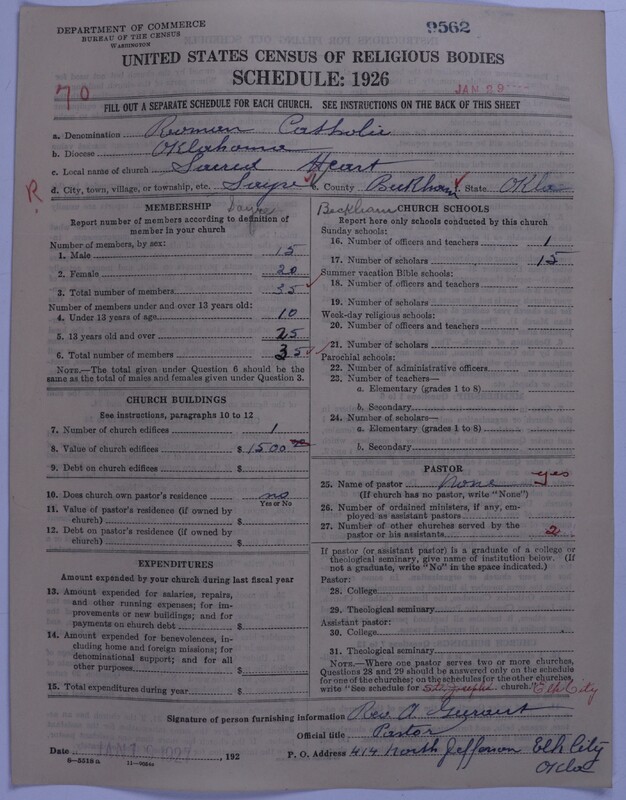 DEPARTMENT OF COMMERCE
BUREAU OF THE CENSUS
WASHINGTON
9562
UNITED STATES CENSUS OF RELIGIOUS BODIES
SCHEDULE: 1926
70
JAN 29
FILL OUT A SEPARATE SCHEDULE FOR EACH CHURCH. SEE INSTRUCTIONS ON THE BACK OF THIS SHEET
a. Denomination Roman Catholic
b. Diocese Oklahoma
c. Local name of church Sacred Heart
R d. City, town, village, or township, etc. Sayre e. County Beckham f. State Okla
MEMBERSHIP Sayre
Report number of members according to definition of
member in your church
Number of members, by sex:
1. Male 15
2. Female 20
3. Total number of members 35
Number of members under and over 13 years old:
4. Under 13 years of age 10
5. 13 years old and over 25
6. Total number of members 35
NOTE.—The total given under Question 6 should be
same as the total of males and females given under Question 3.
CHURCH BUILDINGS
See instructions, paragraphs 10 to 12
7. Number of church edifices 1
8. Value of church edifices $ 1500
9. Debt on church edifices $
10. Does church own pastor's residence no
Yes or No
11. Value of pastor's residence (if owned by
church) $
12. Debt on pastor's residence (if owned by
church) $
EXPENDITURES
Amount expended by your church during last fiscal year
13. Amount expended for salaries, repairs,
and other running expenses; for im-
provements or new buildings; and for
payments on church debt $
14. Amount expended for benevolences, in-
cluding home and foreign missions; for
denominational support; and for all
other purposes $
15. Total expenditures during year $
Beckham CHURCH SCHOOLS
Report here only schools conducted by this church
Sunday schools:
16. Number of officers and teachers 1
17. Number of scholars 15
Summer vacation Bible schools:
18. Number of officers and teachers
19. Number of scholars
Week-day religious schools:
20. Number of officers and teachers
21. Number of scholars
Parochial schools:
22. Number of administrative officers
23. Number of teachers—
a. Elementary (grades 1 to 8)
b. Secondary
24. Number of scholars—
a. Elementary (grades 1 to 8)
b. Secondary
PASTOR
25. Name of pastor none yes
(If church has no pastor, write "None")
26. Number of ordained ministers, if any, em-
ployed as assistant pastors
27. Number of other churches served by the
pastor or his assistants 2
If pastor (or assistant pastor) is a graduate of a college or
theological seminary, give name of institution below. (If
not a graduate, write "No" in the space indicated.)
Pastor:
28. College
29. Theological seminary
Assistant pastor:
30. College
31. Theological seminary
NOTE.—Where one pastor serves two or more churches,
Questions 28 and 29 should be answered only on the schedule
for one of the churches; on the schedules for the other churches,
write "See schedule for St. Josephs church." Elk City
Signature of person furnishing information Rev. A.
Official title Pastor
Date JAN 1927, 192
P. O. Address 414 North Jefferson Elk City
Okla
6-5518 a